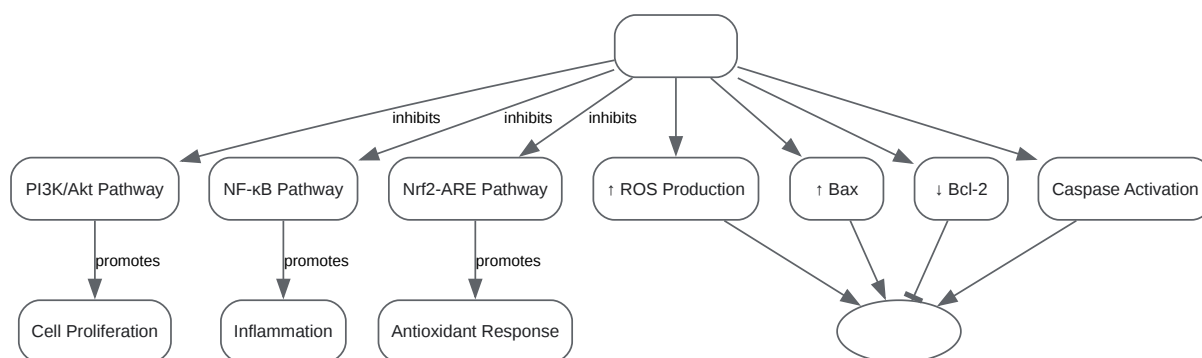 inhibits
inhibits
inhibits
PI3K/Akt Pathway
NF-κB Pathway
Nrf2-ARE Pathway
↑ ROS Production
↑ Bax
↓ Bcl-2
Caspase Activation
promotes
promotes
promotes
Cell Proliferation
Inflammation
Antioxidant Response